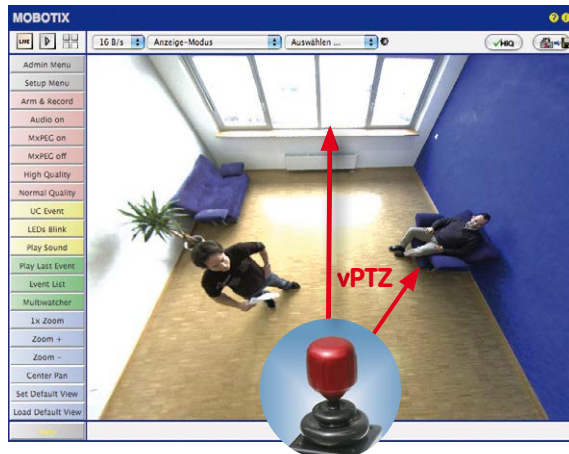 MOBOTIX
LIVE
16 B/s
Anzeige-Modus
Auswählen ...
HIQ
Admin Menu
Setup Menu
Arm & Record
Audio on
MxPEG on
MxPEG off
High Quality
Normal Quality
UC Event
LEDs Blink
Play Sound
Play Last Event
Event List
Multiwatcher
1x Zoom
Zoom +
Zoom -
Center Pan
Set Default View
Load Default View
vPTZ